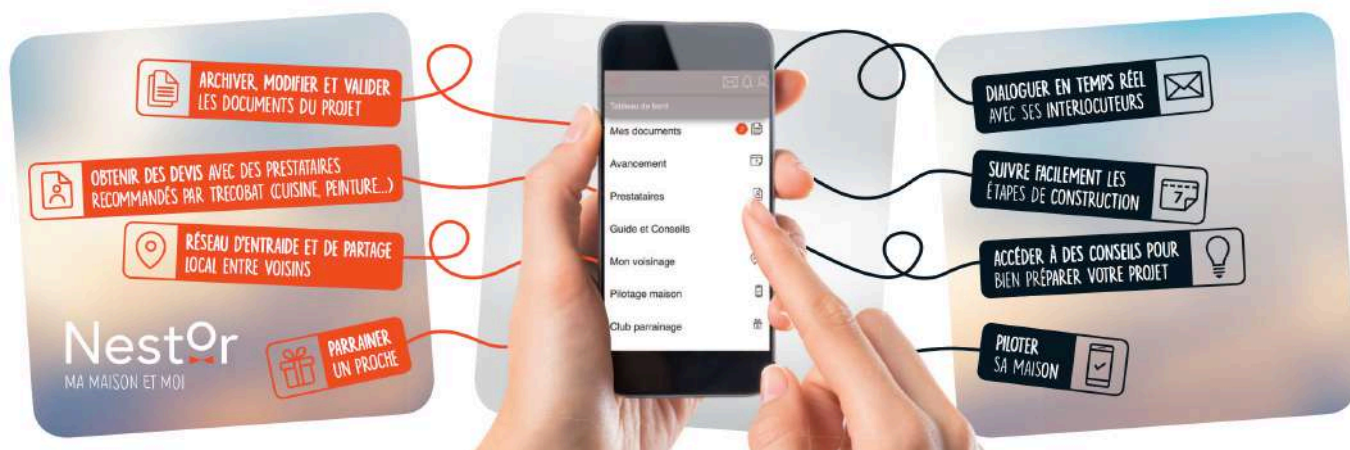 ARCHIVER, MODIFIER ET VALIDER
LES DOCUMENTS DU PROJET
OBTENIR DES DEVIS AVEC DES PRESTATAIRES
RECOMMANDÉS PAR TRECOBAT (CUISINE, PEINTURE...)
RÉSEAU D'ENTRAIDE ET DE PARTAGE
LOCAL ENTRE VOISINS
PARRAINER
UN PROCHE
Nestor
MA MAISON ET MOI
Tableau de bord
Mes documents
Avancement
Prestataires
Guide et Conseils
Mon voisinage
Pilotage maison
Club parrainage
DIALOGUER EN TEMPS RÉEL
AVEC SES INTERLOCUTEURS
SUIVRE FACILEMENT LES
ÉTAPES DE CONSTRUCTION
7
ACCÉDER À DES CONSEILS POUR
BIEN PRÉPARER VOTRE PROJET
PILOTER
SA MAISON